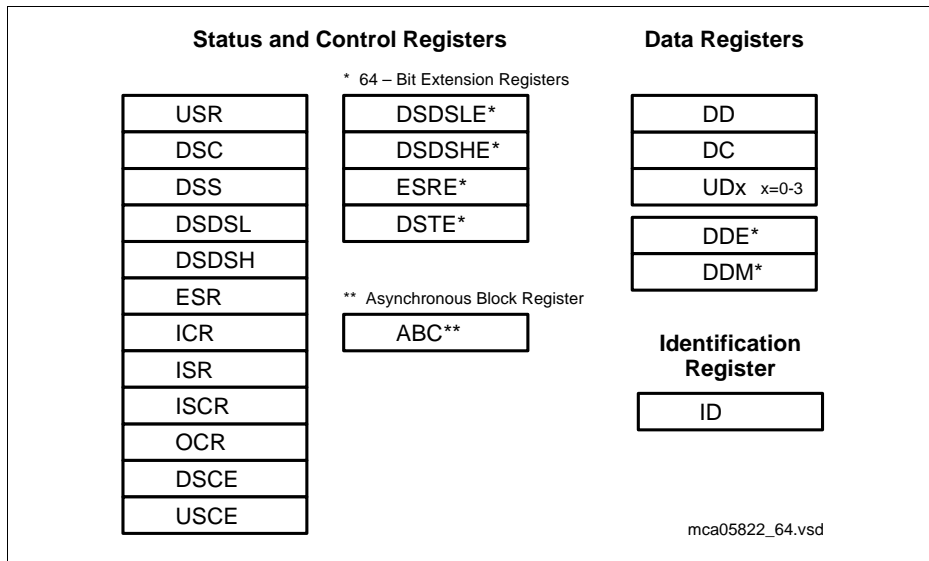 Status and Control Registers
Data Registers
* 64 – Bit Extension Registers
USR
DSC
DSS
DSDSL
DSDSH
ESR
ICR
ISR
ISCR
OCR
DSCE
USCE
DSDSLE*
DSDSHE*
ESRE*
DSTE*
** Asynchronous Block Register
ABC**
DD
DC
UDx x=0-3
DDE*
DDM*
Identification
Register
ID
mca05822_64.vsd